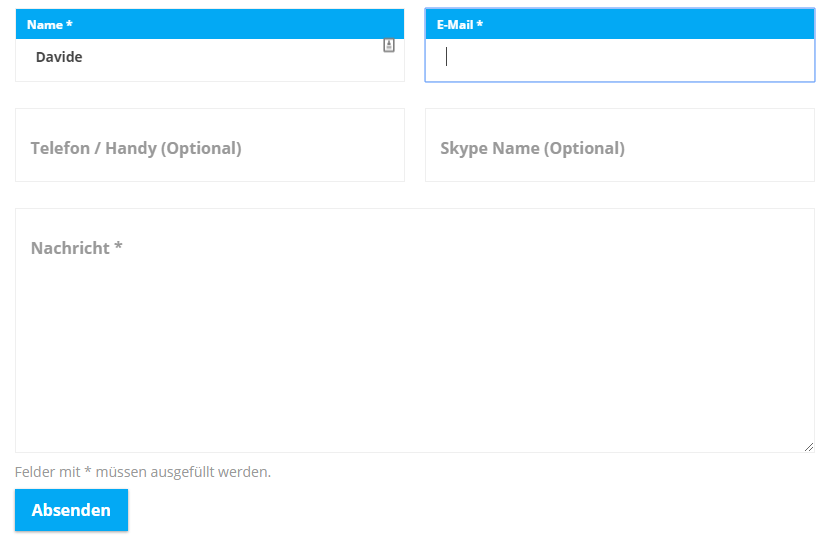 Name *
E-Mail *
Davide
Telefon / Handy (Optional)
Skype Name (Optional)
Nachricht *
Felder mit * müssen ausgefüllt werden.
Absenden